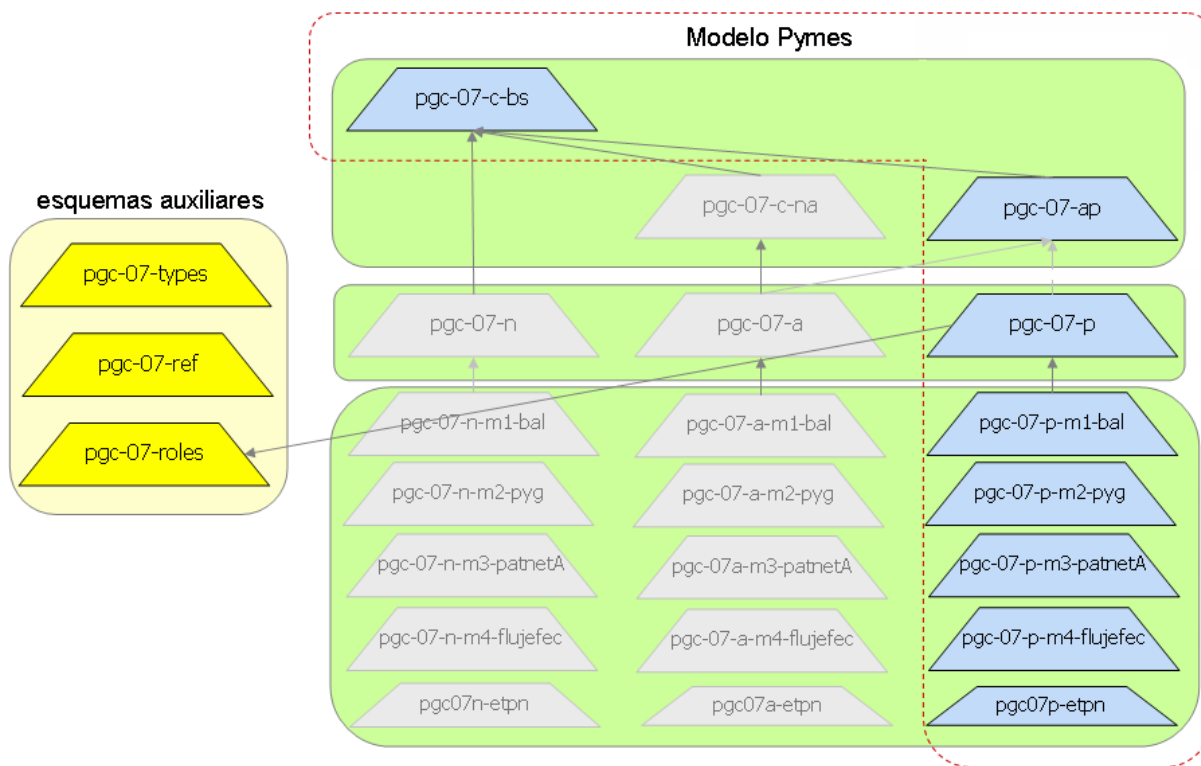 Modelo Pymes
pgc-07-c-bs
pgc-07-c-na
pgc-07-ap
esquemas auxiliares
pgc-07-types
pgc-07-ref
pgc-07-roles
pgc-07-n
pgc-07-a
pgc-07-p
pgc-07-n-m1-bal
pgc-07-a-m1-bal
pgc-07-p-m1-bal
pgc-07-n-m2-pyg
pgc-07-a-m2-pyg
pgc-07-p-m2-pyg
pgc-07-n-m3-patnetA
pgc-07a-m3-patnetA
pgc-07-p-m3-patnetA
pgc-07-n-m4-flujefec
pgc-07-a-m4-flujefec
pgc-07-p-m4-flujefec
pgc07n-etpn
pgc07a-etpn
pgc07p-etpn